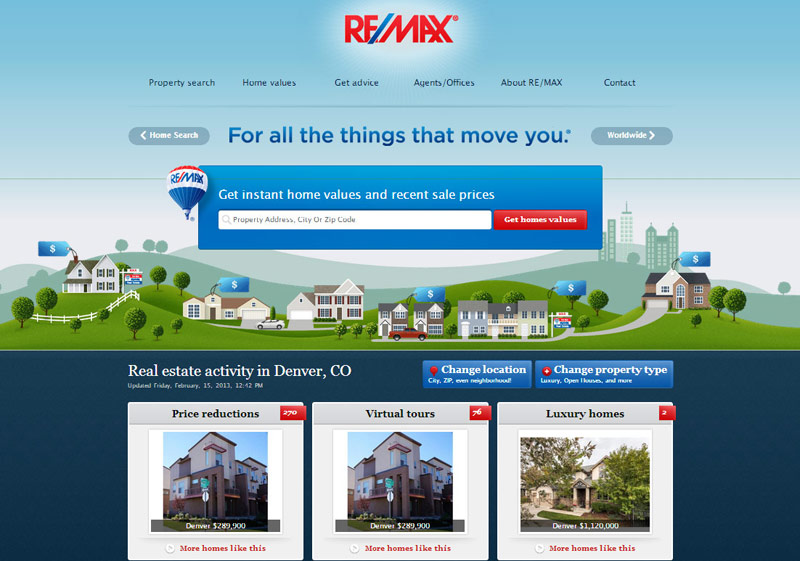 RE/MAX®
Property search Home values Get advice Agents/Offices About RE/MAX Contact
Home Search For all the things that move you.® Worldwide
RE/MAX
Get instant home values and recent sale prices
Property Address, City Or Zip Code Get homes values
$
$
$
$
$
Real estate activity in Denver, CO
Updated Friday, February, 15, 2013, 12:42 PM
Change location
City, ZIP, even neighborhood!
Change property type
Luxury, Open Houses, and more
Price reductions 270
Virtual tours 76
Luxury homes 2
Denver $289,900
Denver $289,900
Denver $1,120,000
More homes like this
More homes like this
More homes like this